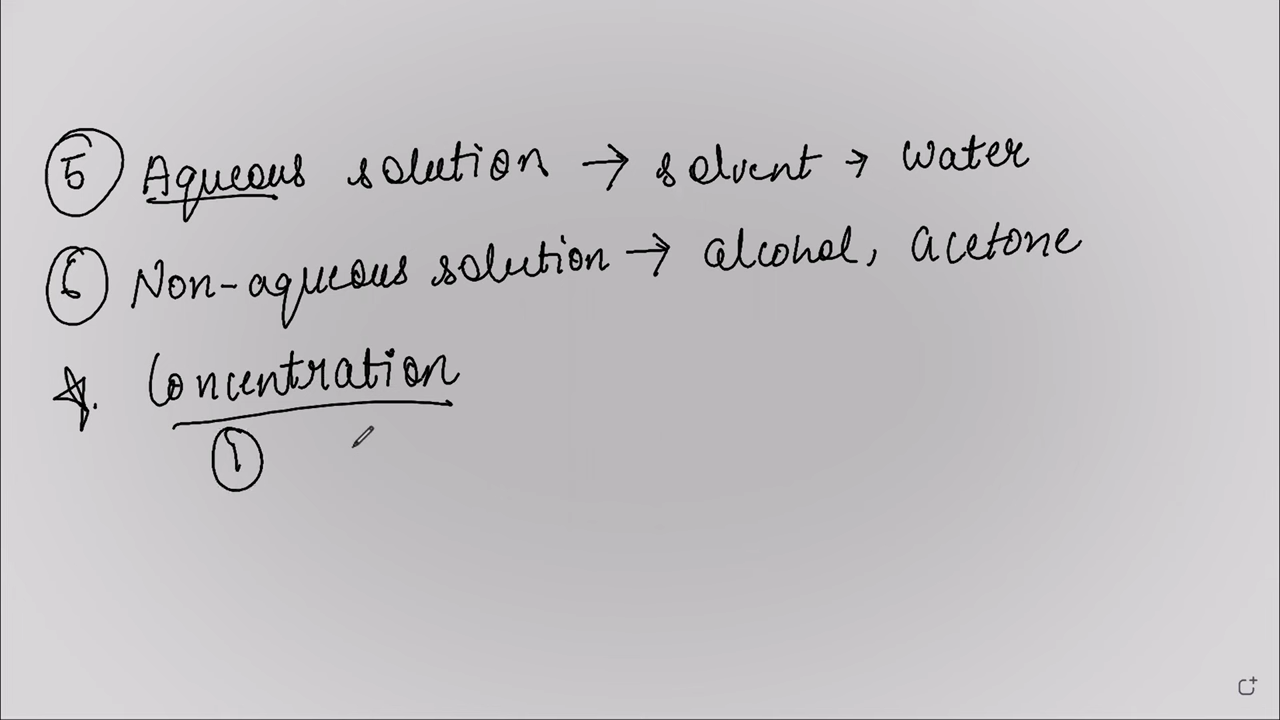 5 Aqueous solution → solvent → water
6 Non-aqueous solution → alcohol, acetone
☆. Concentration
1